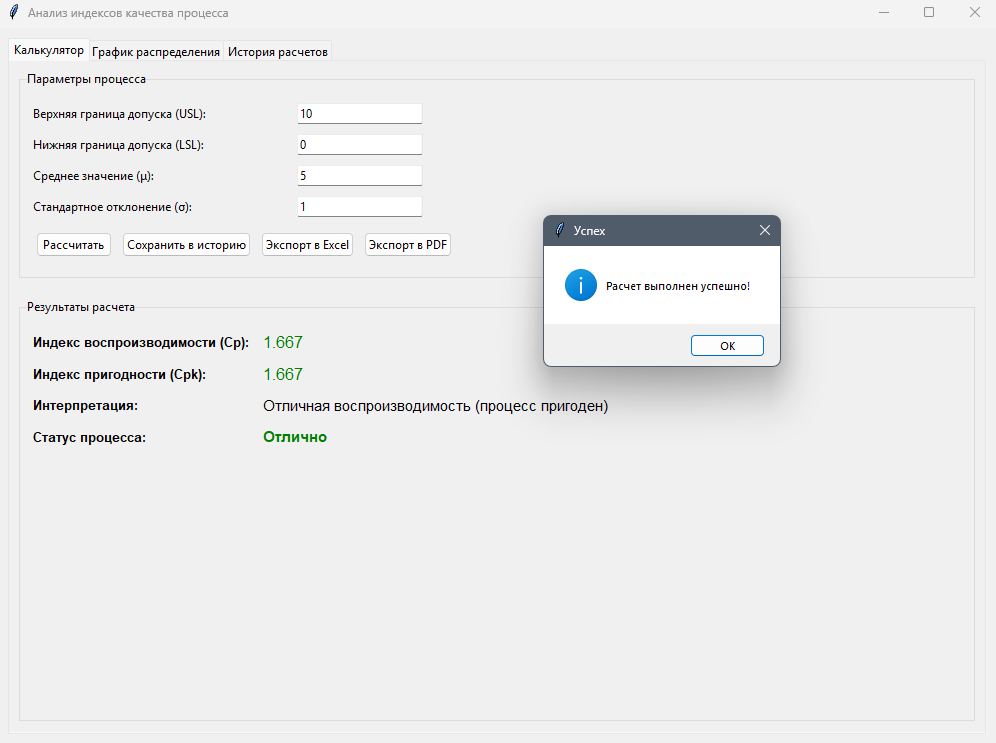 Анализ индексов качества процесса
Калькулятор График распределения История расчетов
Параметры процесса
Верхняя граница допуска (USL): 10
Нижняя граница допуска (LSL): 0
Среднее значение (μ): 5
Стандартное отклонение (σ): 1
Рассчитать Сохранить в историю Экспорт в Excel Экспорт в PDF
Успех
Расчет выполнен успешно!
OK
Результаты расчета
Индекс воспроизводимости (Cp): 1.667
Индекс пригодности (Cpk): 1.667
Интерпретация: Отличная воспроизводимость (процесс пригоден)
Статус процесса: Отлично